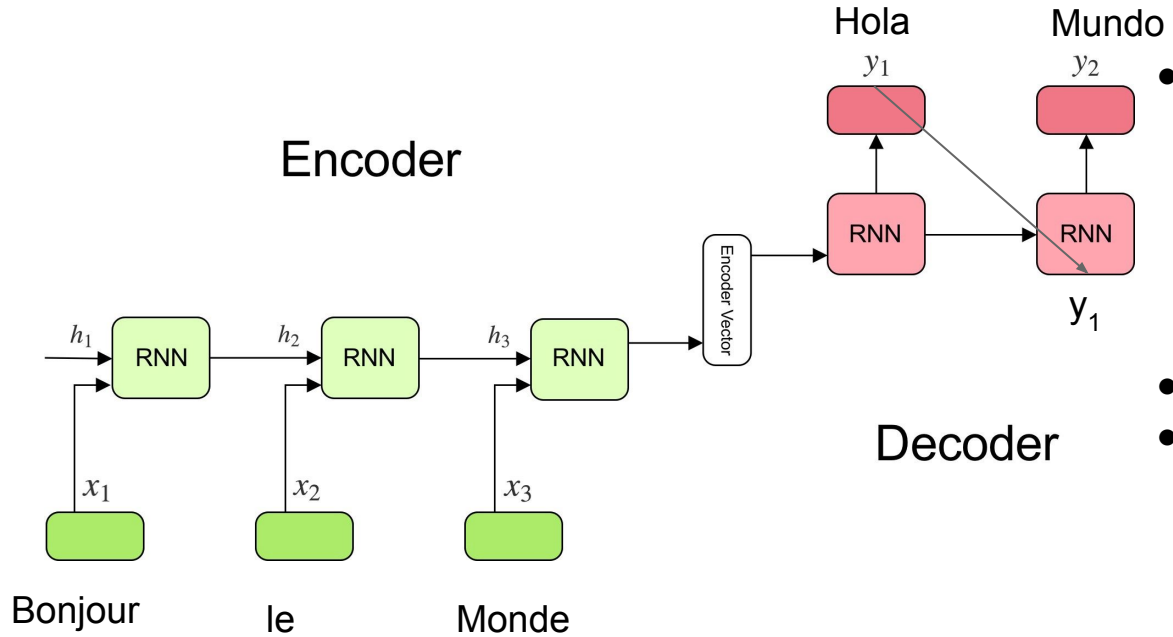 Hola Mundo
y1 y2
Encoder
RNN RNN
Encoder Vector
y1
h1 RNN h2 RNN h3 RNN
Decoder
x1 x2 x3
Bonjour le Monde